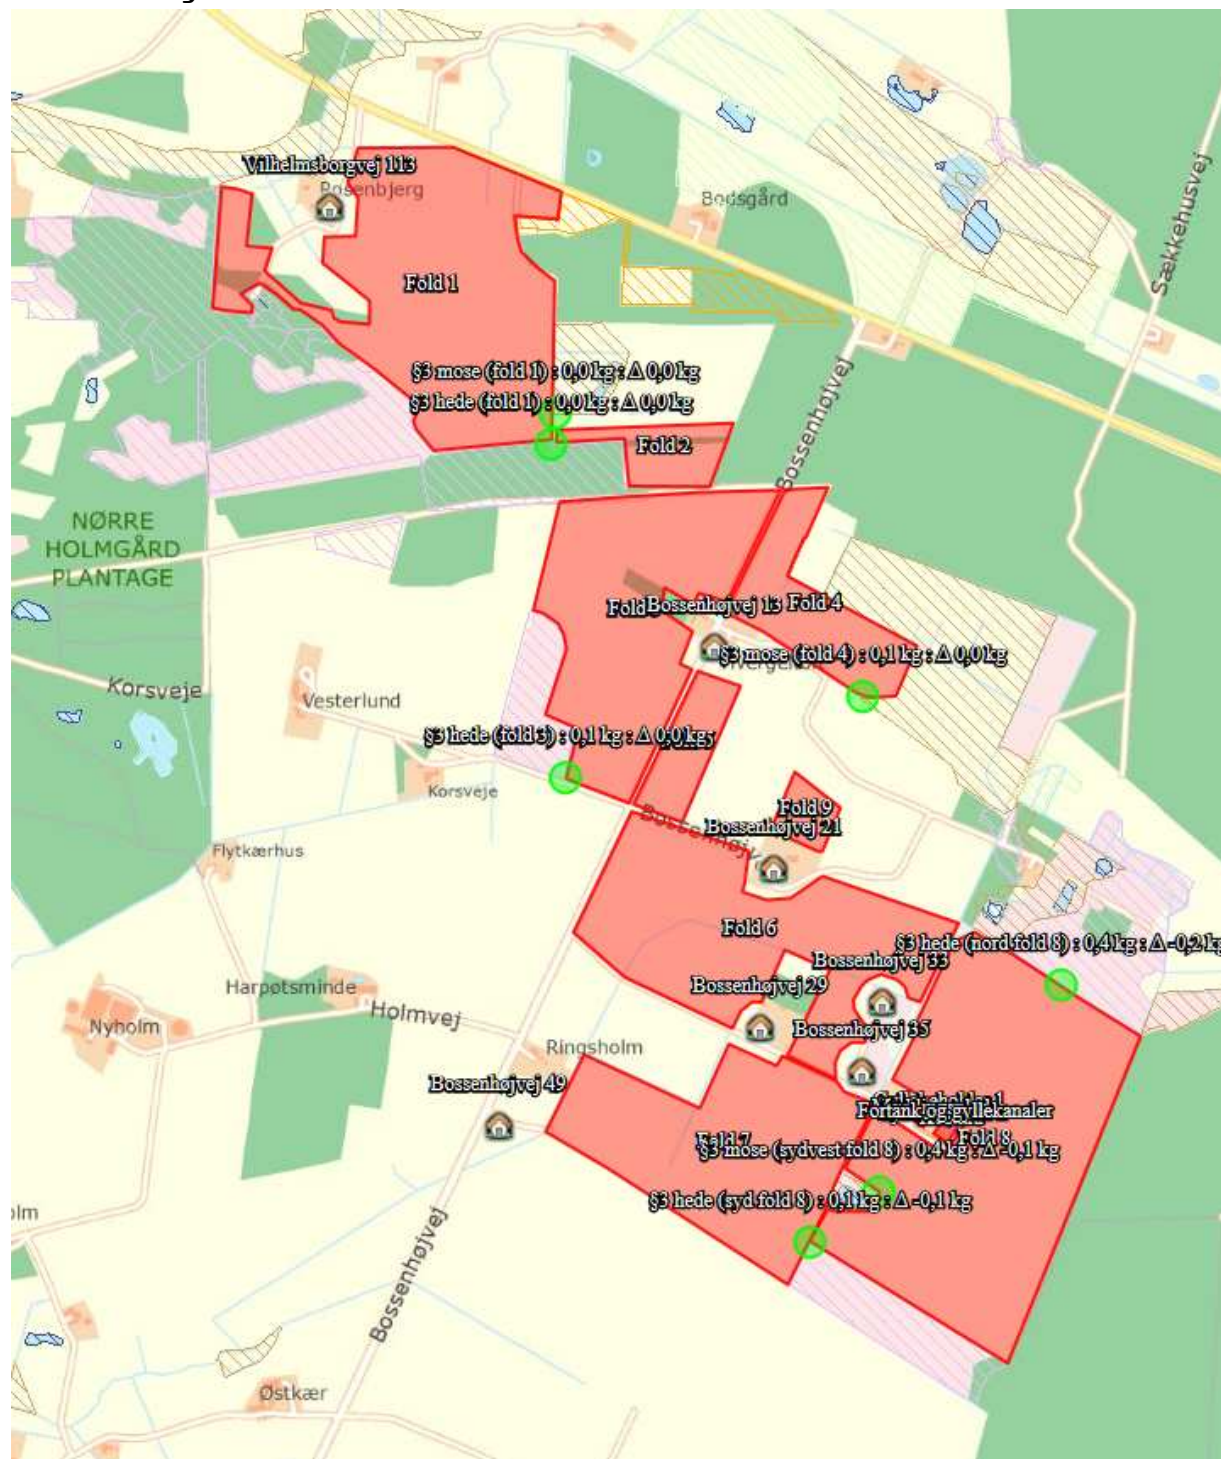 Vilhelmsborgvej 113
Rosenbjerg
Bodsgård
Sækkehusvej
Fold 1
Bossenhøjvej
§3 mose (fold 1) : 0,0 kg : Δ 0,0 kg
§3 hede (fold 1) : 0,0 kg : Δ 0,0 kg
Fold 2
NØRRE
HOLMGÅRD
PLANTAGE
Fold
Bossenhøjvej 13
Fold 4
§3 mose (fold 4) : 0,1 kg : Δ 0,0 kg
Korsveje
Vesterlund
§3 hede (fold 3) : 0,1 kg : Δ 0,0 kg
Korsveje
Fold 9
Bossenhøjvej 21
Flytkærhus
Fold 6
§3 hede (nord fold 8) : 0,4 kg : Δ -0,2 kg
Bossenhøjvej 33
Harpøtsminde
Bossenhøjvej 29
Nyholm
Holmvej
Bossenhøjvej 35
Ringsholm
Bossenhøjvej 49
Fortank og gyllekanaler
Fold 7
Fold 8
§3 mose (sydvest fold 8) : 0,4 kg : Δ -0,1 kg
§3 hede (syd fold 8) : 0,1 kg : Δ -0,1 kg
Bossenhøjvej
Østkær